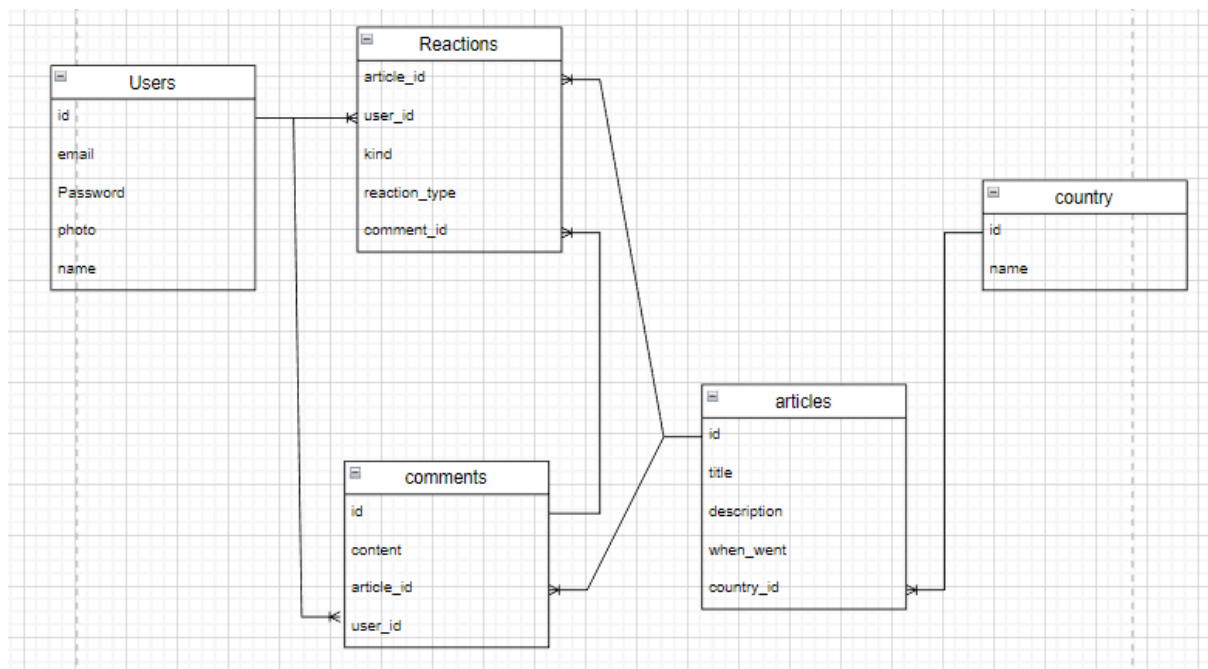 Users
id
email
Password
photo
name
Reactions
article_id
user_id
kind
reaction_type
comment_id
country
id
name
articles
id
title
description
when_went
country_id
comments
id
content
article_id
user_id